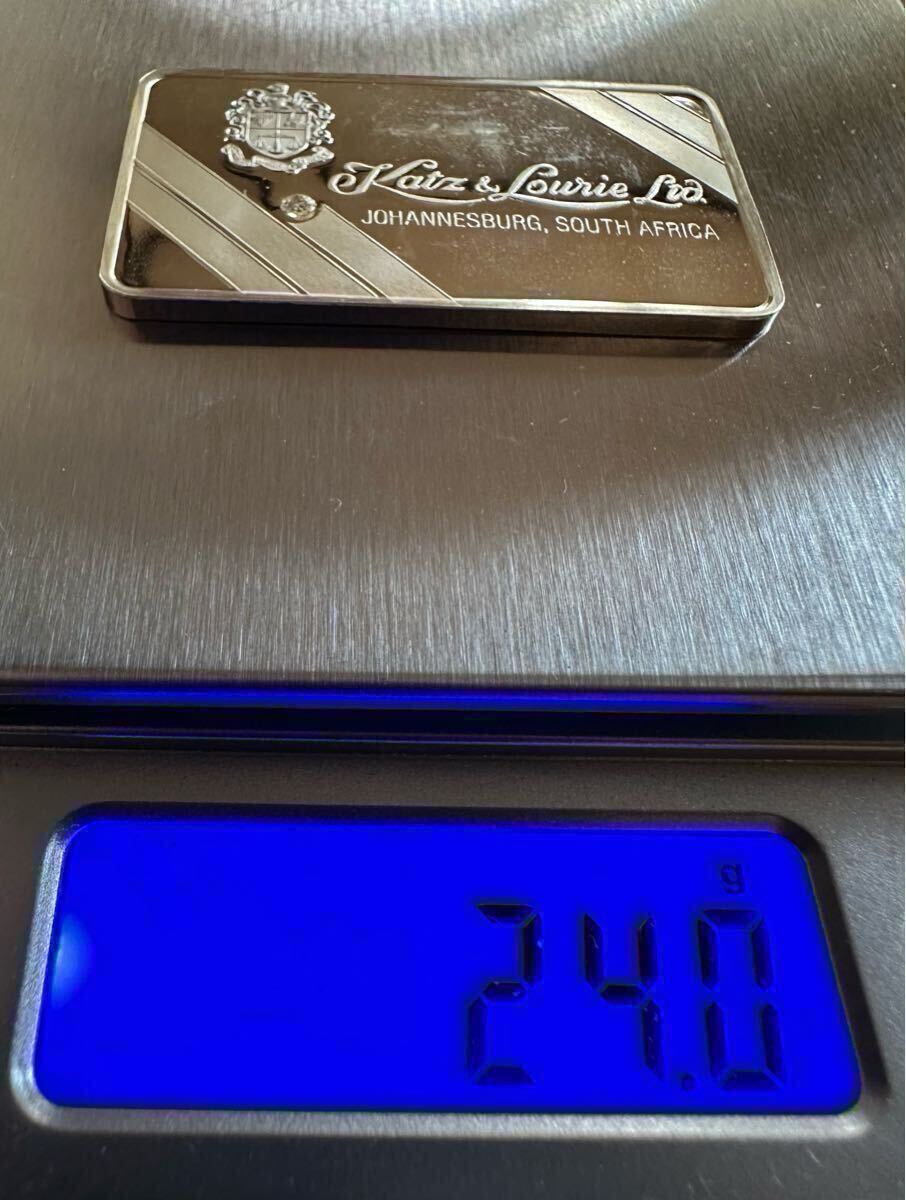 Katz & Lourie Ltd.
JOHANNESBURG, SOUTH AFRICA
g
24.0